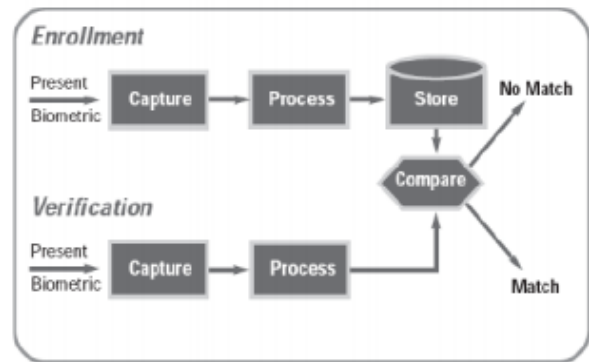 Enrollment
Present
Biometric
Capture
Process
Store
No Match
Compare
Verification
Present
Biometric
Capture
Process
Match